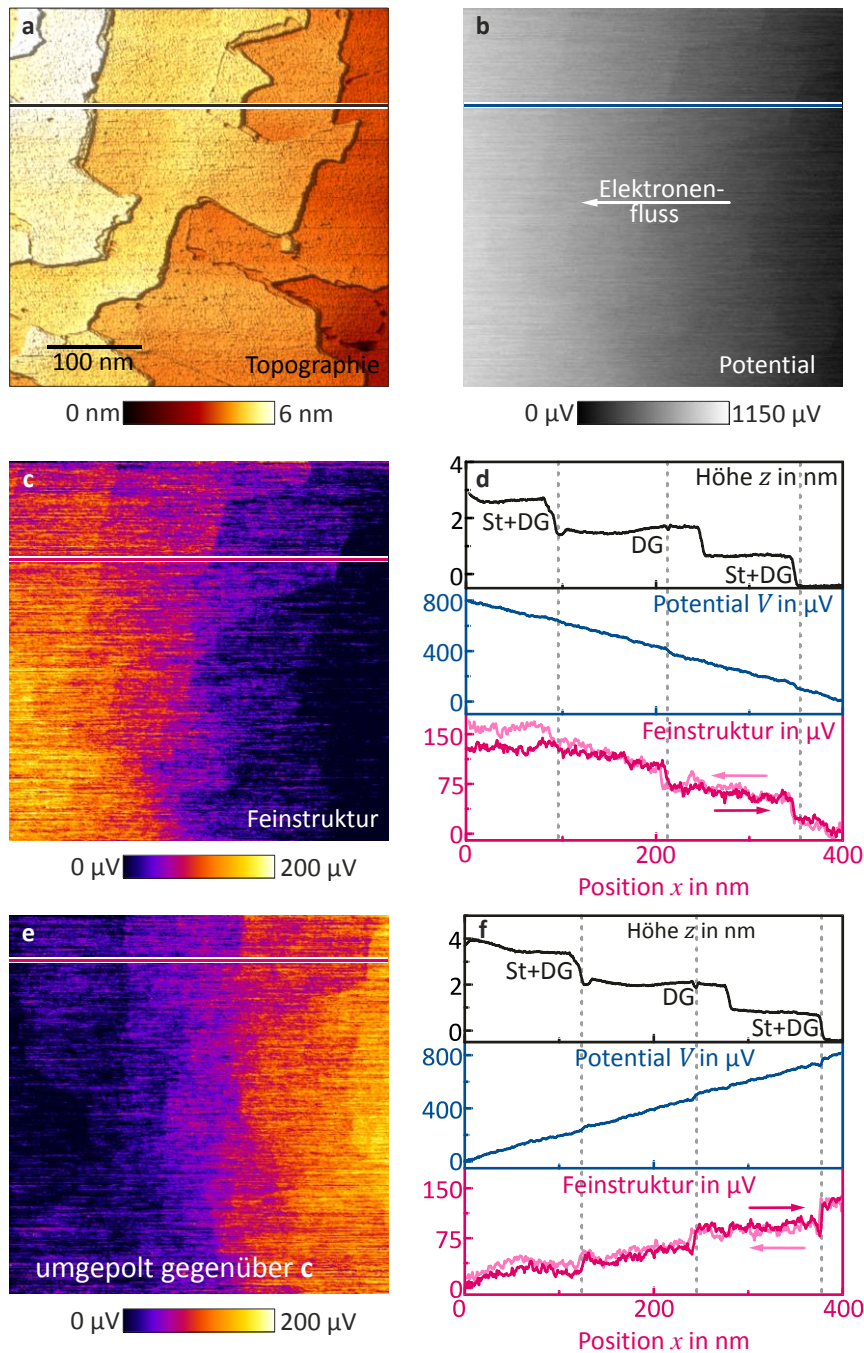 a
100 nm
Topographie
0 nm
6 nm
b
Elektronen-
fluss
Potential
0 μV
1150 μV
c
Feinstruktur
0 μV
200 μV
d
Höhe z in nm
4
2
0
St+DG
DG
St+DG
Potential V in μV
800
400
0
Feinstruktur in μV
150
75
0
0
200
400
Position x in nm
e
umgepolt gegenüber c
0 μV
200 μV
f
Höhe z in nm
4
2
0
St+DG
DG
St+DG
Potential V in μV
800
400
0
Feinstruktur in μV
150
75
0
0
200
400
Position x in nm